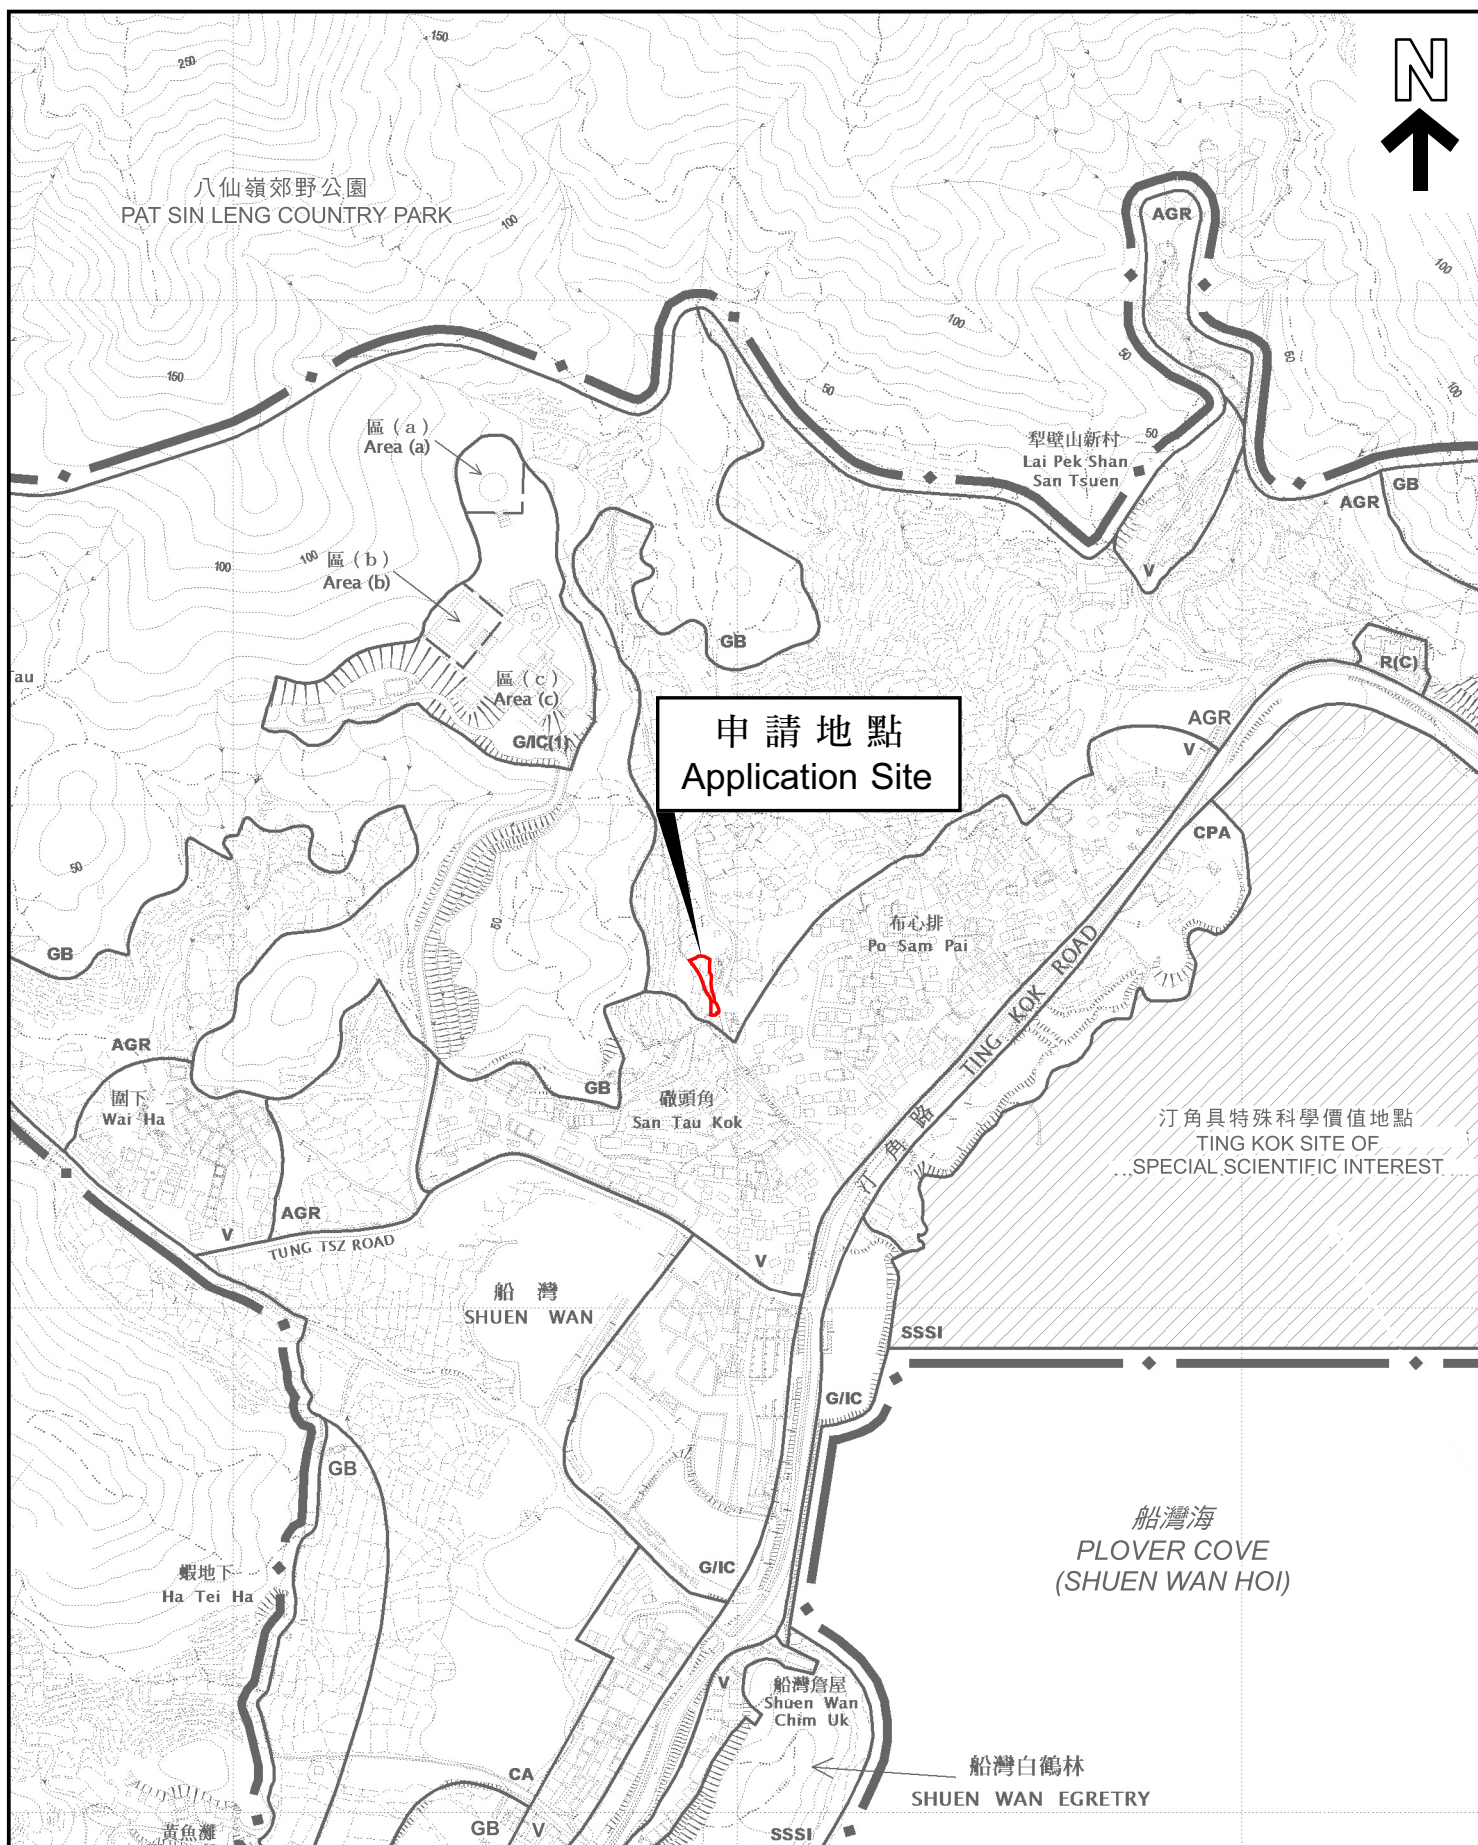 150
250
N
八仙嶺郊野公園
PAT SIN LENG COUNTRY PARK
100
AGR
100
100
50
60
150
50
100
區（a）
Area (a)
犁壁山新村
50
Lai Pek Shan
San Tsuen
GB
AGR
100
100
區（b）
Area (b)
V
GB
R(C)
au
區（c）
Area (c)
G/IC(1)
申請地點
Application Site
AGR
V
CPA
50
50
布心排
Po Sam Pai
GB
汀角路 TING KOK ROAD
AGR
圍下
Wai Ha
GB
San Tau Kok
汀角具特殊科學價值地點
TING KOK SITE OF
SPECIAL SCIENTIFIC INTEREST
AGR
V
TUNG TSZ ROAD
V
船灣
SHUEN WAN
SSSI
G/IC
GB
船灣海
PLOVER COVE
(SHUEN WAN HOI)
蝦地下
Ha Tei Ha
G/IC
V
船灣詹屋
Shuen Wan
Chim Uk
船灣白鶴林
SHUEN WAN EGRETRY
CA
GB
V
SSSI
黃魚灘